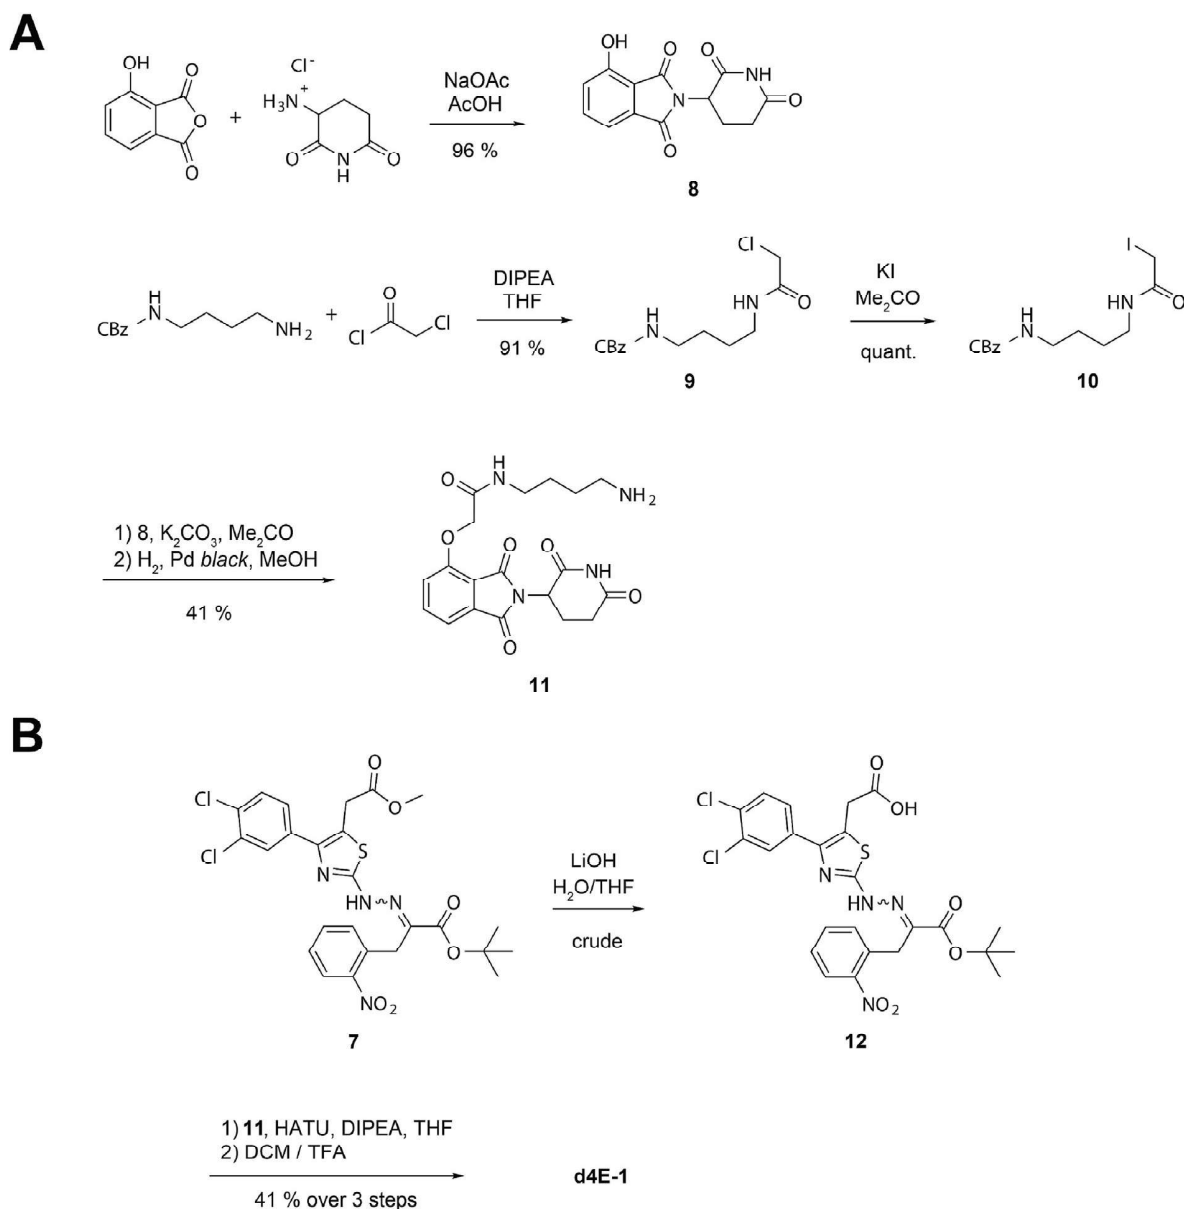 A
OH
O
O
O
+
Cl⁻
H₃N⁺
O
N
H
O
NaOAc
AcOH
96 %
OH
O
N
O
O
NH
O
8
H
N
CBz
NH₂
+
O
Cl
Cl
DIPEA
THF
91 %
Cl
NH
O
H
N
CBz
9
KI
Me₂CO
quant.
I
NH
O
H
N
CBz
10
1) 8, K₂CO₃, Me₂CO
2) H₂, Pd black, MeOH
41 %
O
H
N
NH₂
O
O
N
O
O
NH
O
11
B
Cl
Cl
O
O
S
N
HN
N
O
O
NO₂
7
LiOH
H₂O/THF
crude
Cl
Cl
O
OH
S
N
HN
N
O
O
NO₂
12
1) 11, HATU, DIPEA, THF
2) DCM / TFA
41 % over 3 steps
d4E-1